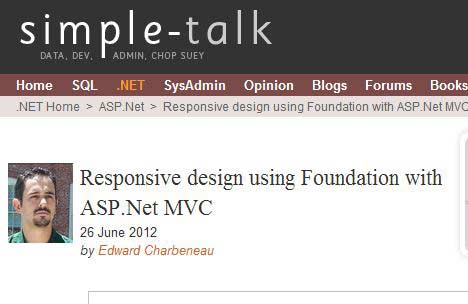 simple-talk
DATA, DEV, ADMIN, CHOP SUEY
Home SQL .NET SysAdmin Opinion Blogs Forums Books
.NET Home > ASP.Net > Responsive design using Foundation with ASP.Net MVC
Responsive design using Foundation with
ASP.Net MVC
26 June 2012
by Edward Charbeneau